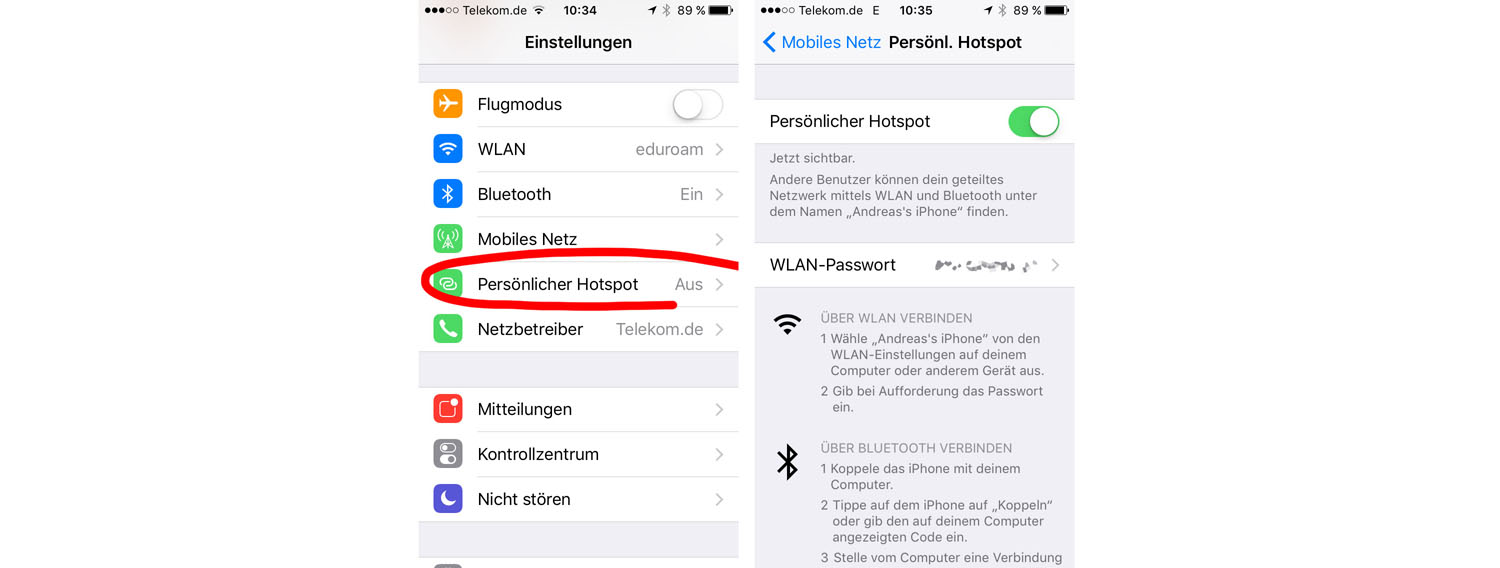 Telekom.de 10:34 89 %
Einstellungen
Flugmodus
WLAN eduroam
Bluetooth Ein
Mobiles Netz
Persönlicher Hotspot Aus
Netzbetreiber Telekom.de
Mitteilungen
Kontrollzentrum
Nicht stören
Telekom.de E 10:35 89 %
Mobiles Netz Persönl. Hotspot
Persönlicher Hotspot
Jetzt sichtbar.
Andere Benutzer können dein geteiltes
Netzwerk mittels WLAN und Bluetooth unter
dem Namen „Andreas's iPhone“ finden.
WLAN-Passwort
ÜBER WLAN VERBINDEN
1 Wähle „Andreas's iPhone“ von den
WLAN-Einstellungen auf deinem
Computer oder anderem Gerät aus.
2 Gib bei Aufforderung das Passwort
ein.
ÜBER BLUETOOTH VERBINDEN
1 Koppele das iPhone mit deinem
Computer.
2 Tippe auf dem iPhone auf „Koppeln“
oder gib den auf deinem Computer
angezeigten Code ein.
3 Stelle vom Computer eine Verbindung